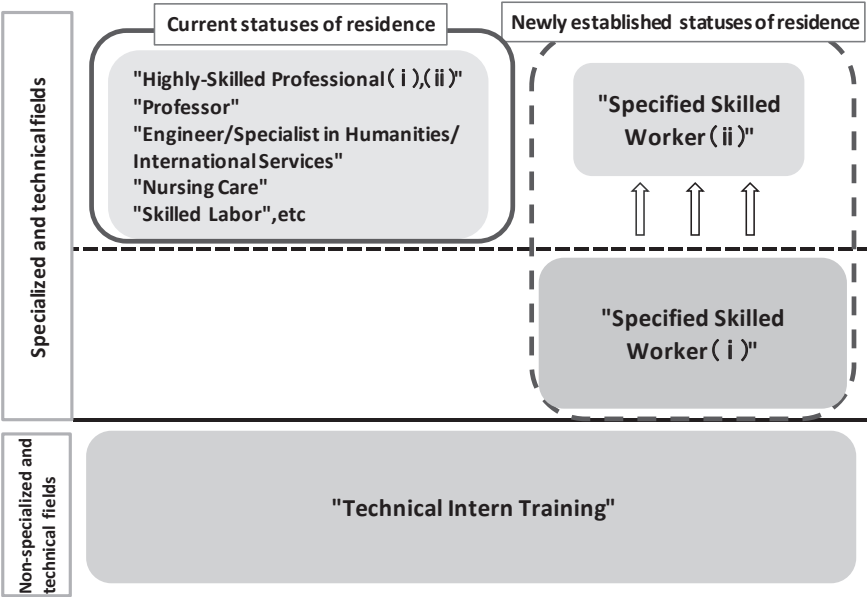 Current statuses of residence
Newly established statuses of residence
Specialized and technical fields
"Highly-Skilled Professional(ⅰ),(ⅱ)"
"Professor"
"Engineer/Specialist in Humanities/
International Services"
"Nursing Care"
"Skilled Labor",etc
"Specified Skilled
Worker(ⅱ)"
"Specified Skilled
Worker(ⅰ)"
Non-specialized and
technical fields
"Technical Intern Training"